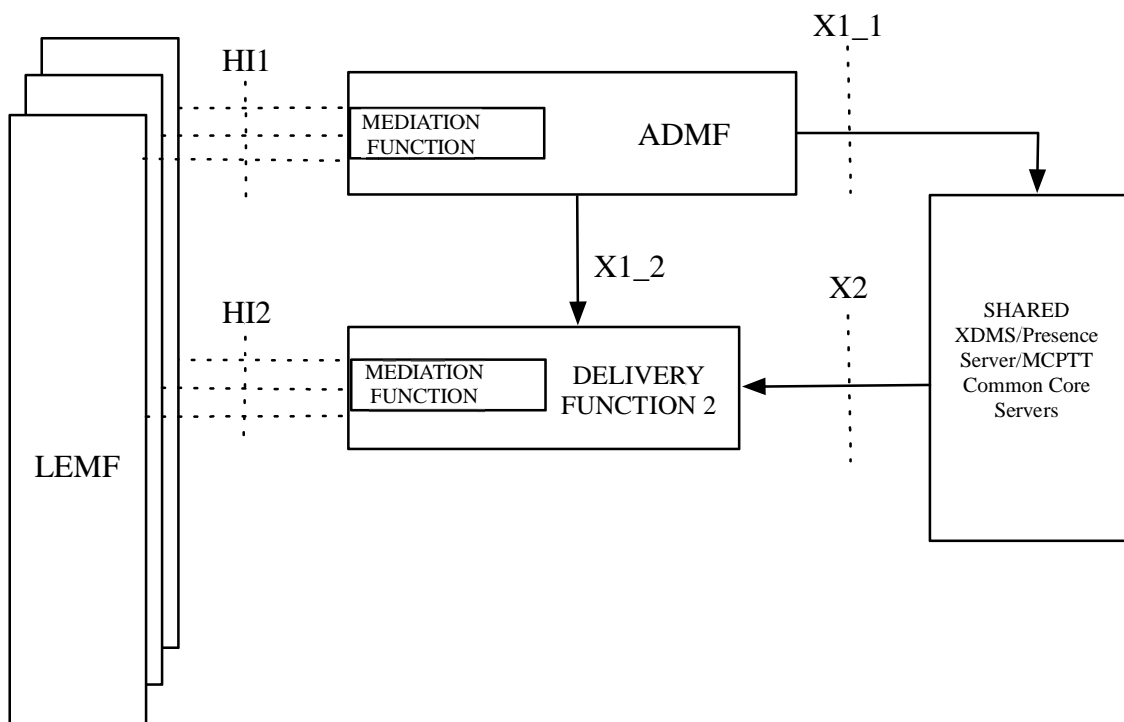 X1_1
HI1
MEDIATION
FUNCTION
ADMF
X1_2
X2
HI2
SHARED
XDMS/Presence
Server/MCPTT
Common Core
Servers
MEDIATION
FUNCTION
DELIVERY
FUNCTION 2
LEMF